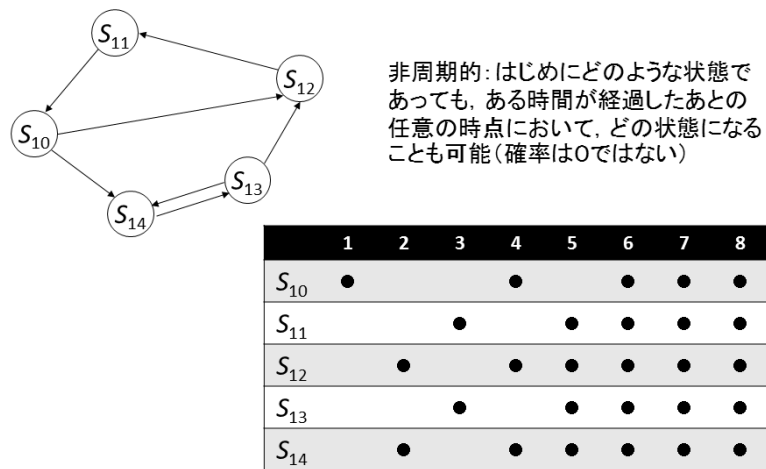 S11
S12
S10
S13
S14
非周期的：はじめにどのような状態で
あっても，ある時間が経過したあとの
任意の時点において，どの状態になる
ことも可能（確率は0ではない）
1 2 3 4 5 6 7 8
S10 ● ● ● ● ●
S11 ● ● ● ● ●
S12 ● ● ● ● ● ●
S13 ● ● ● ● ●
S14 ● ● ● ● ● ●